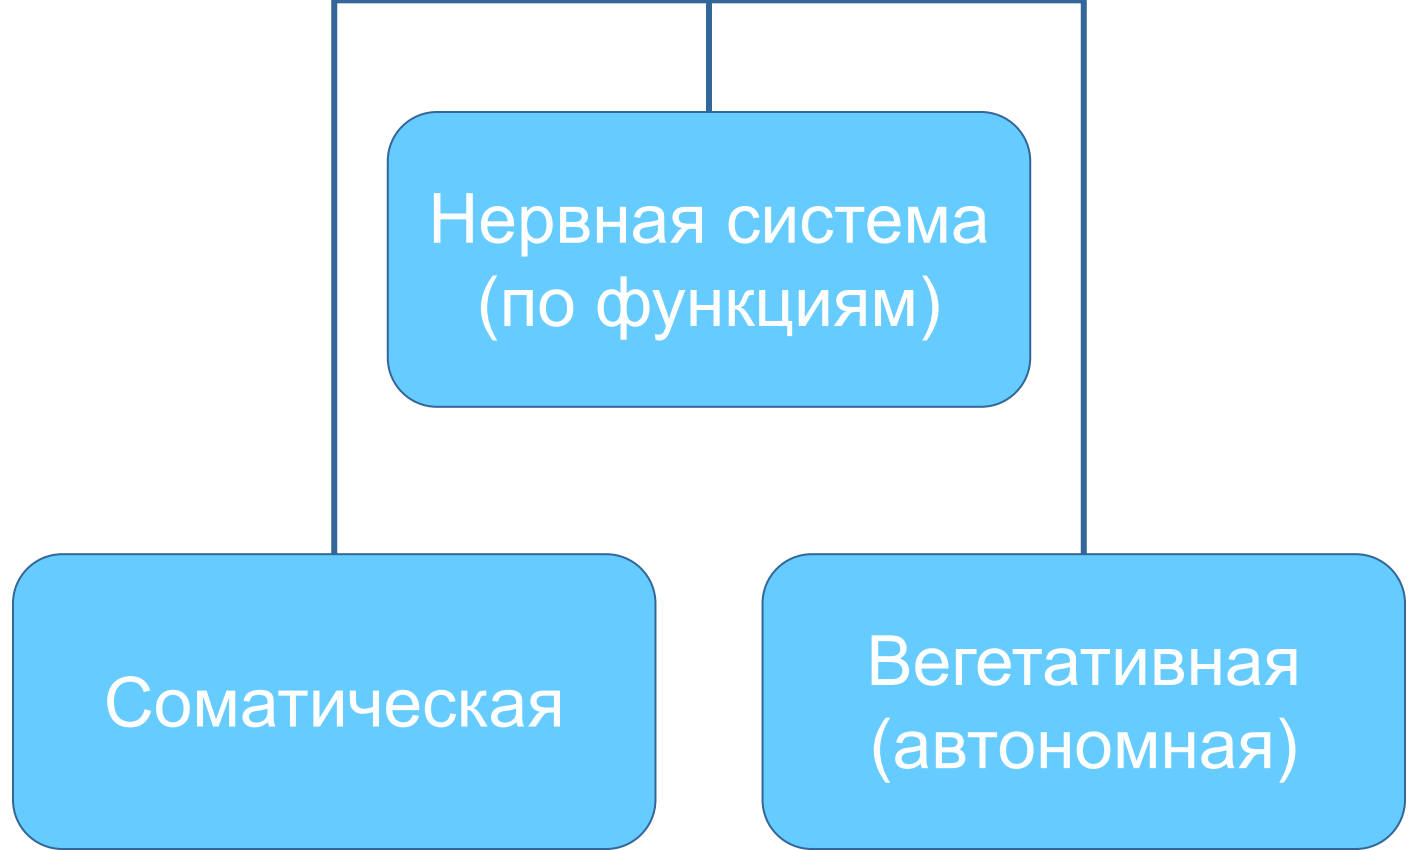 Нервная система
(по функциям)
Соматическая
Вегетативная
(автономная)